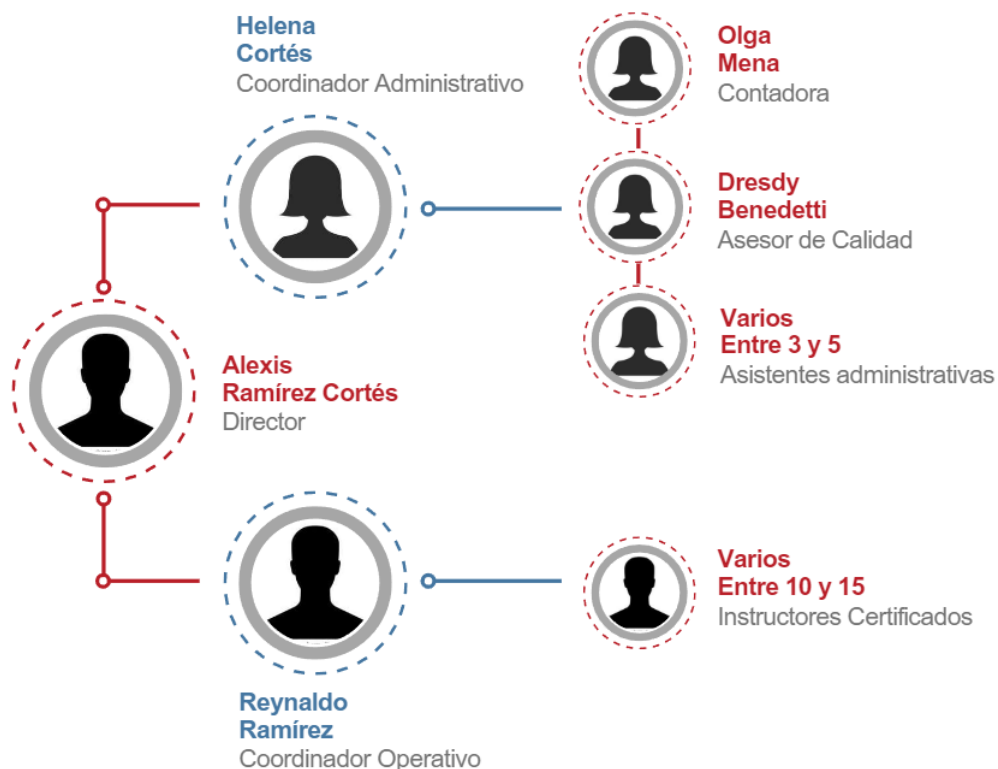 Helena
Cortés
Coordinador Administrativo
Olga
Mena
Contadora
Dresdy
Benedetti
Asesor de Calidad
Varios
Entre 3 y 5
Asistentes administrativas
Alexis
Ramírez Cortés
Director
Varios
Entre 10 y 15
Instructores Certificados
Reynaldo
Ramírez
Coordinador Operativo